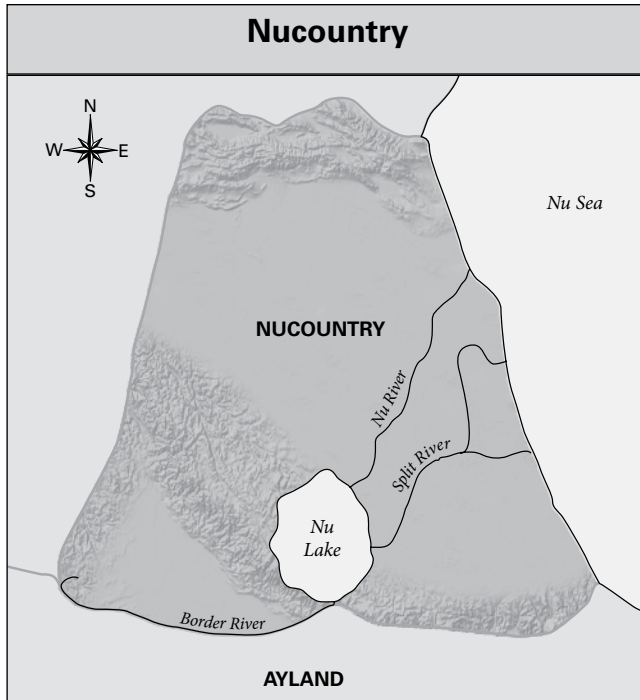 Nucountry
N
W E
S
Nu Sea
NUCOUNTRY
Nu River
Split River
Nu
Lake
Border River
AYLAND